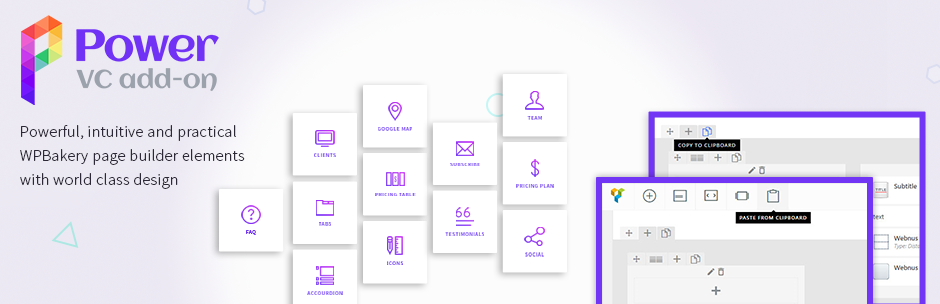 Power
VC add-on
Powerful, intuitive and practical
WPBakery page builder elements
with world class design
FAQ
CLIENTS
TABS
ACCOURDION
GOOGLE MAP
PRICING TABLE
ICONS
SUBSCRIBE
TESTIMONIALS
TEAM
PRICING PLAN
SOCIAL
COPY TO CLIPBOARD
PASTE FROM CLIPBOARD
TITLE
Subtitle
text
Webnus
Type: Date
Webnus